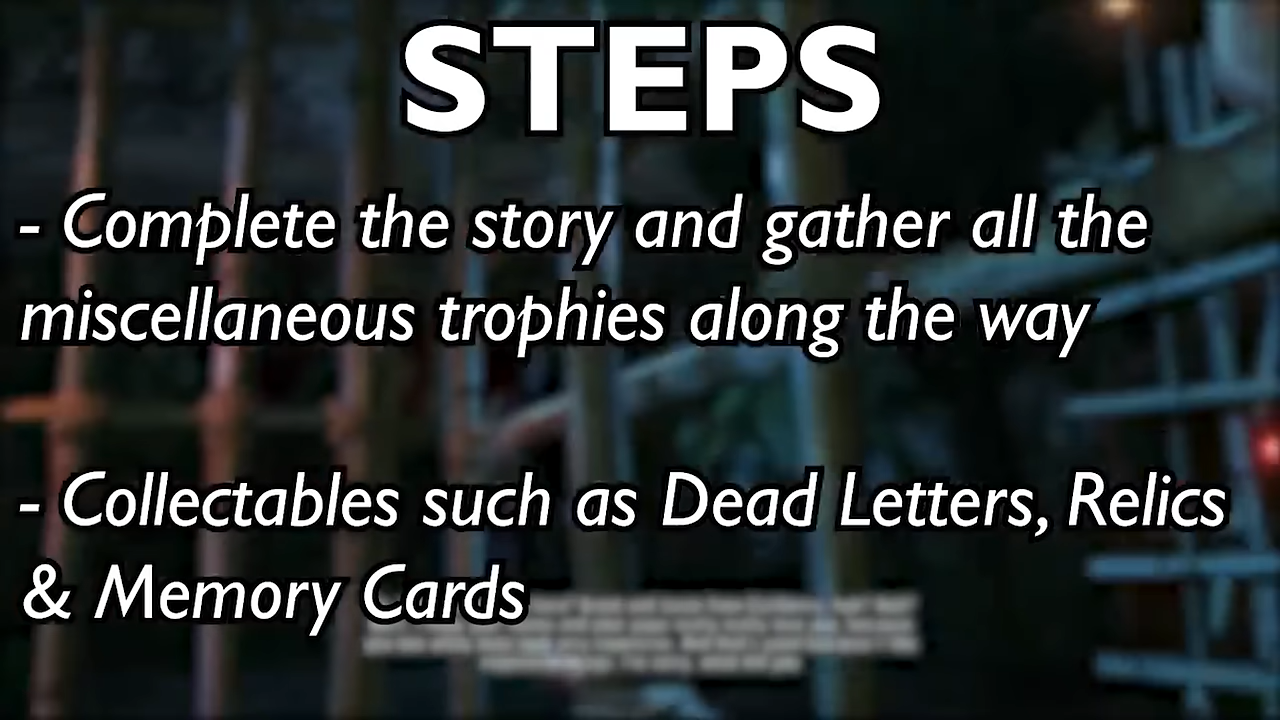 STEPS
- Complete the story and gather all the
miscellaneous trophies along the way
- Collectables such as Dead Letters, Relics
& Memory Cards